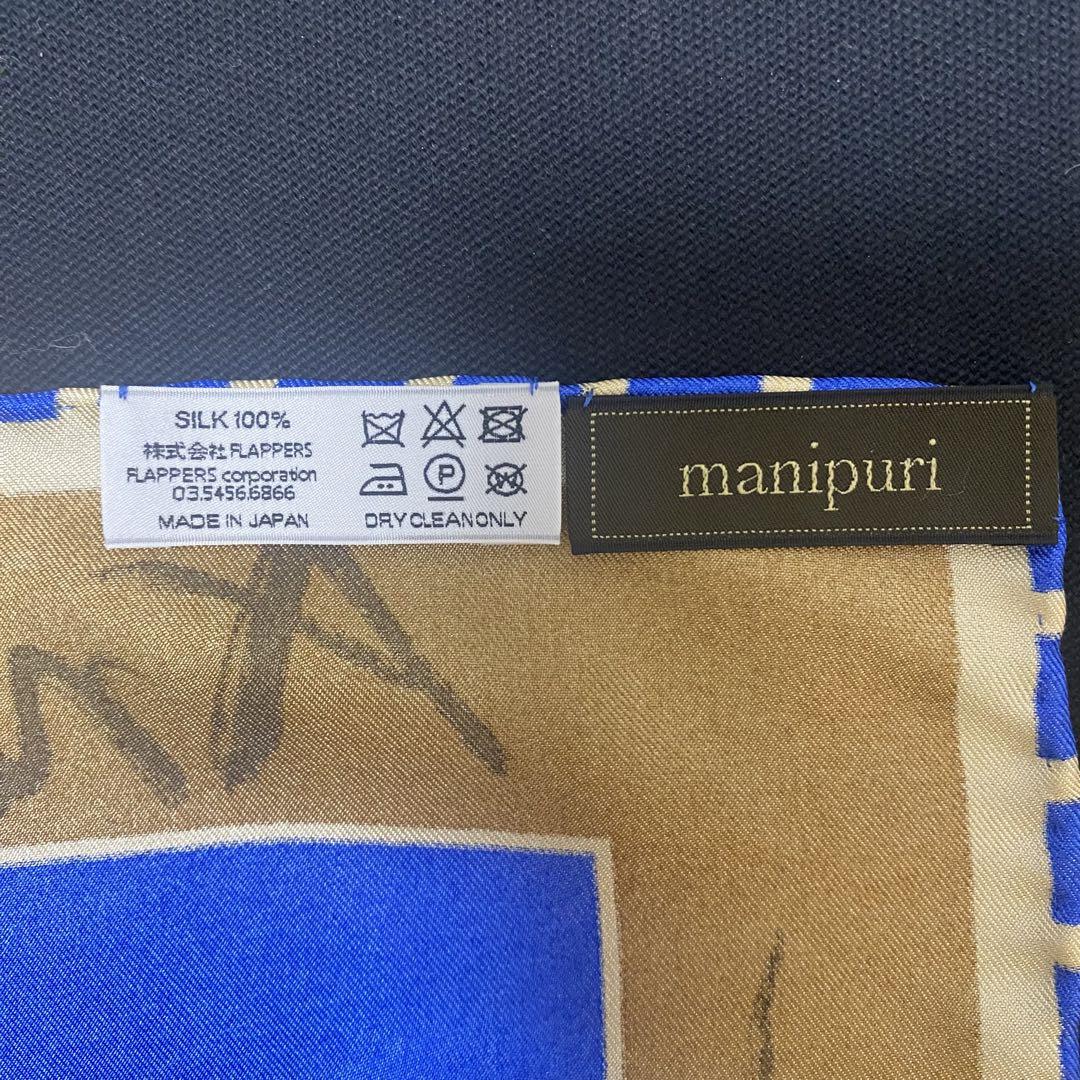 SILK 100%
株式会社 FLAPPERS
FLAPPERS corporation
03.5456.6866
MADE IN JAPAN
P
W
DRY CLEAN ONLY
manipuri